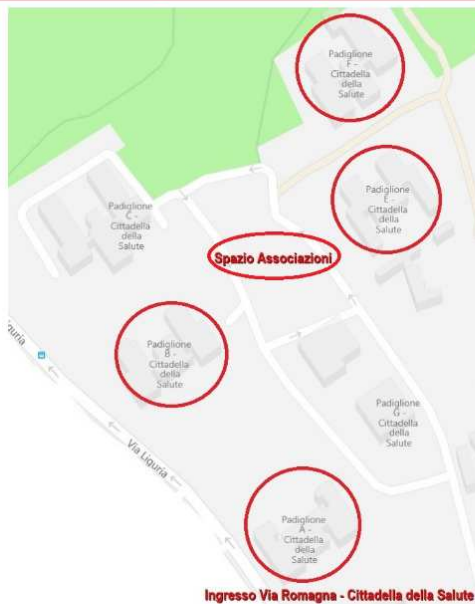 Padiglione
F -
Cittadella
della
Salute
Padiglione
E -
Cittadella
della
Salute
Padiglione
C -
Cittadella
della
Salute
Spazio Associazioni
iguria
Padiglione
B -
Cittadella
della
Salute
Via Liguria
Padiglione
G -
Cittadella
della
Salute
Padiglione
A -
Cittadella
della
Salute
Ingresso Via Romagna - Cittadella della Salute